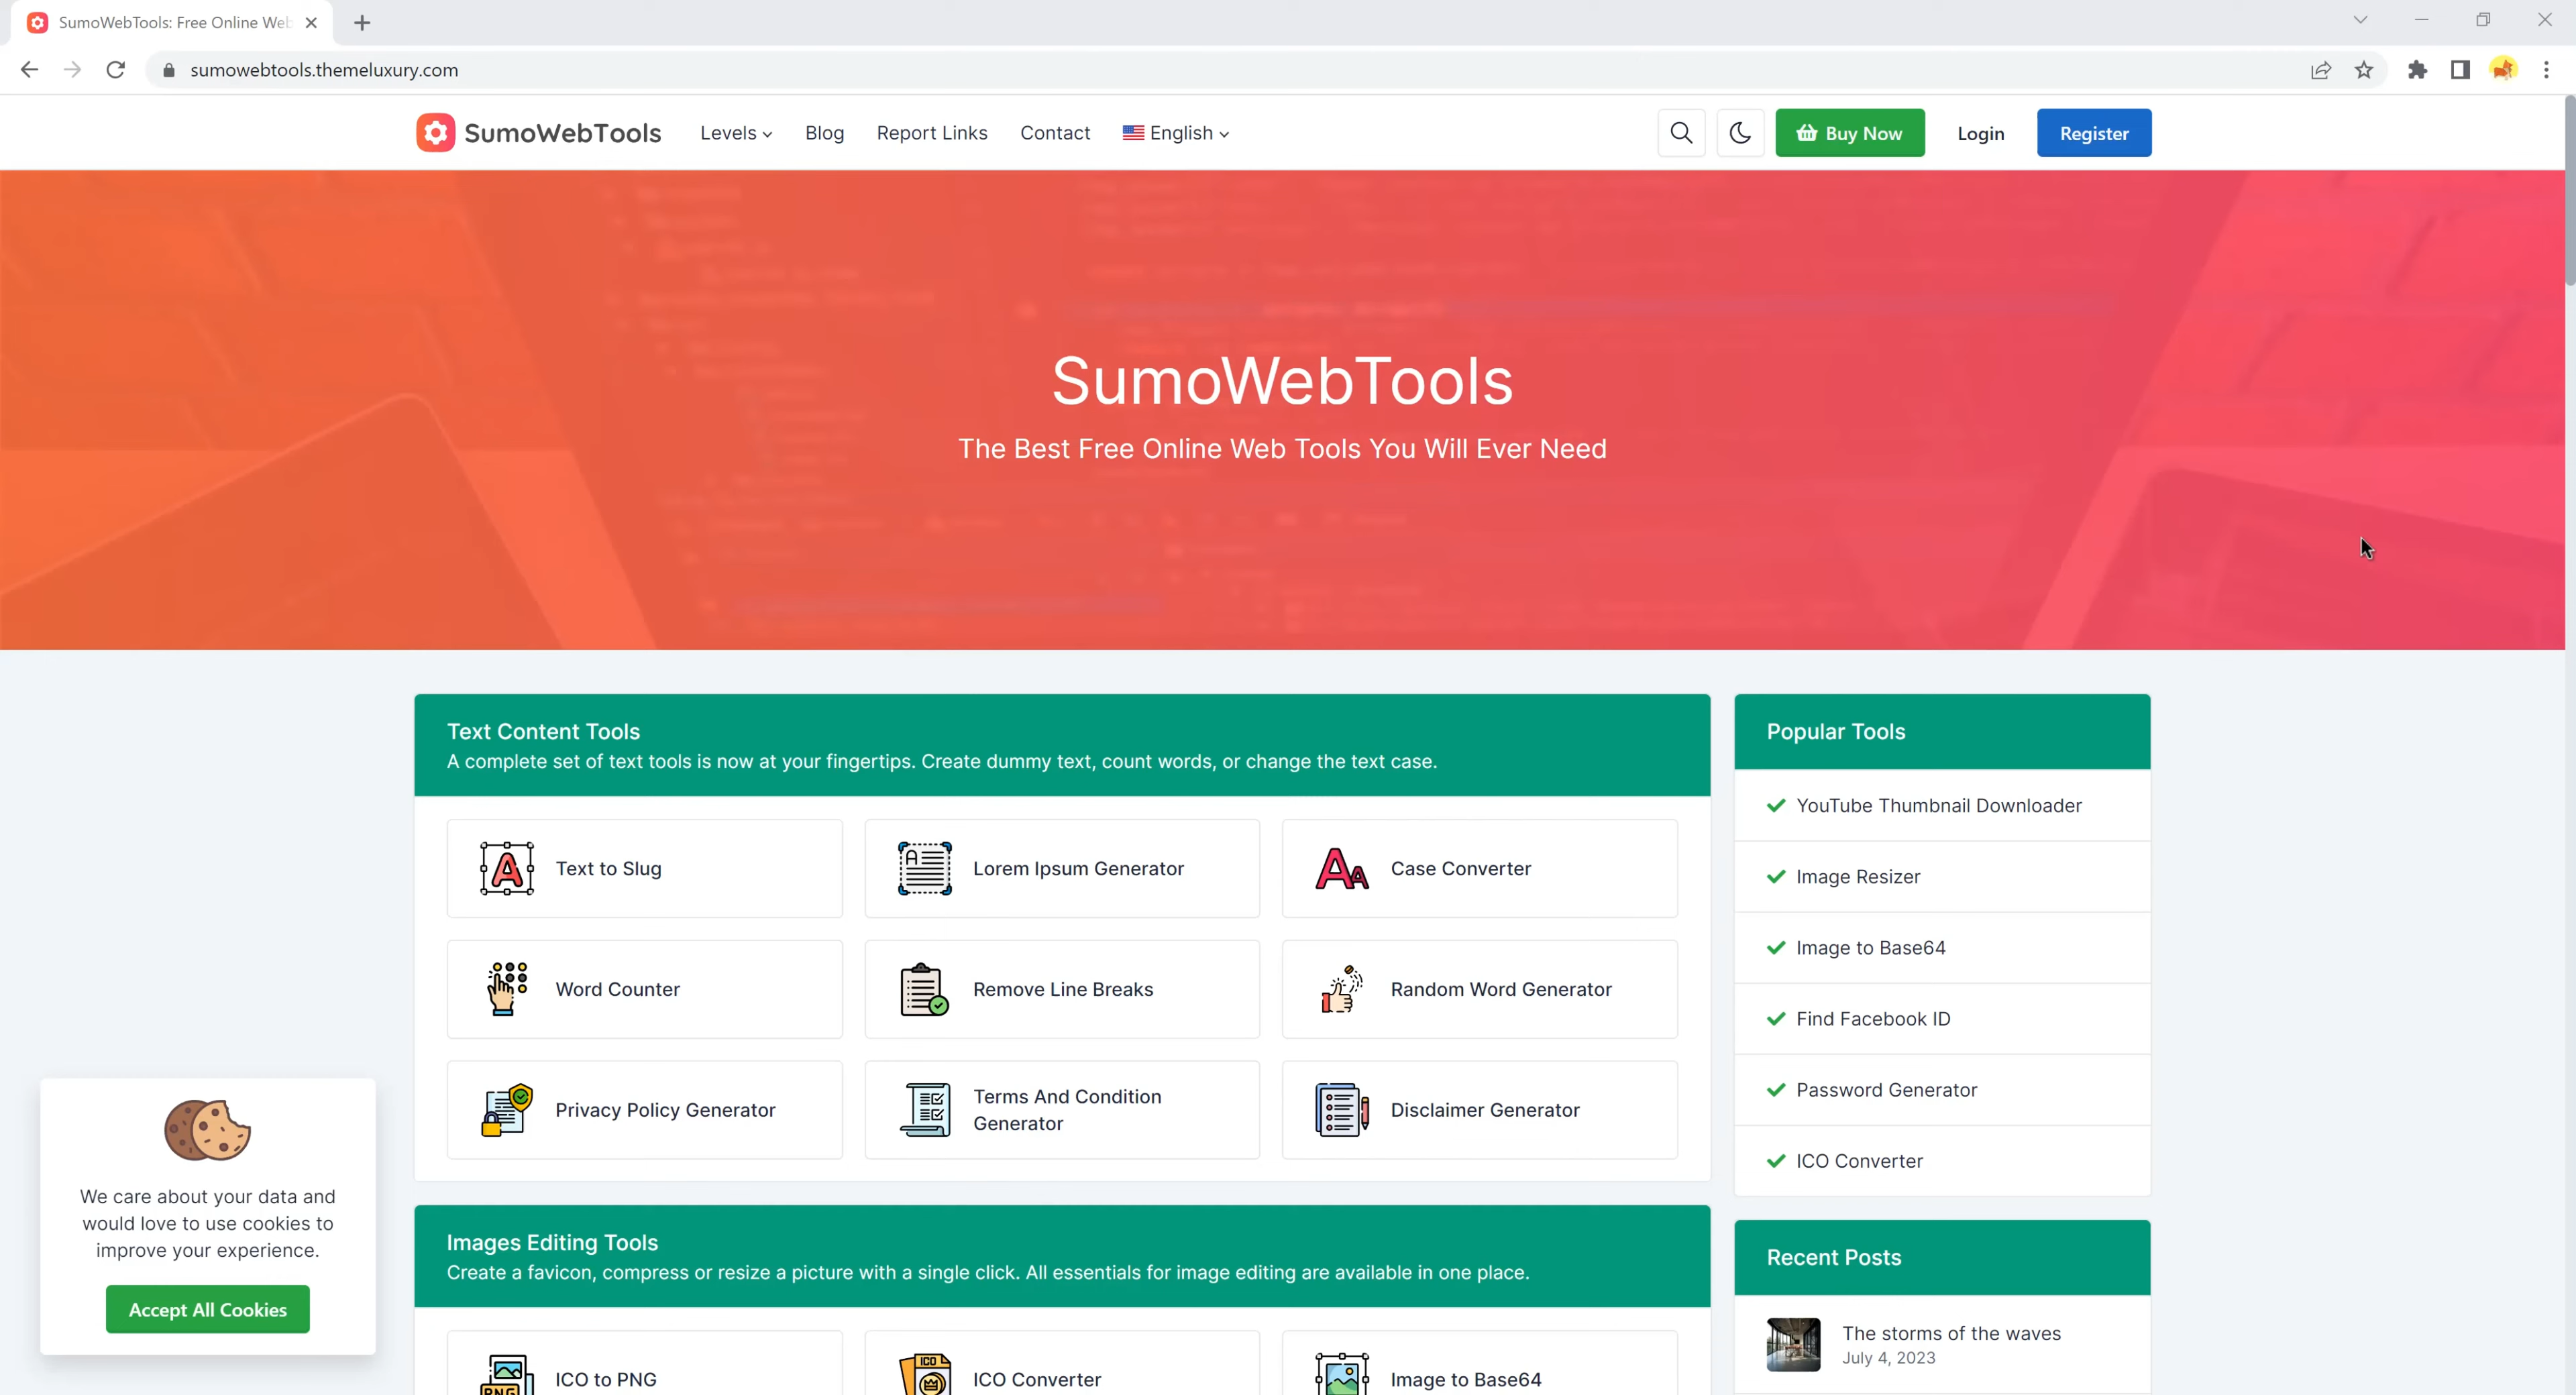 SumoWebTools: Free Online Web
sumowebtools.themeluxury.com
SumoWebTools
Levels
Blog
Report Links
Contact
English
Buy Now
Login
Register
SumoWebTools
The Best Free Online Web Tools You Will Ever Need
Text Content Tools
A complete set of text tools is now at your fingertips. Create dummy text, count words, or change the text case.
Text to Slug
Lorem Ipsum Generator
Case Converter
Word Counter
Remove Line Breaks
Random Word Generator
Privacy Policy Generator
Terms And Condition
Generator
Disclaimer Generator
Images Editing Tools
Create a favicon, compress or resize a picture with a single click. All essentials for image editing are available in one place.
PNG
ICO to PNG
ICO
ICO Converter
Image to Base64
Popular Tools
YouTube Thumbnail Downloader
Image Resizer
Image to Base64
Find Facebook ID
Password Generator
ICO Converter
Recent Posts
The storms of the waves
July 4, 2023
We care about your data and
would love to use cookies to
improve your experience.
Accept All Cookies